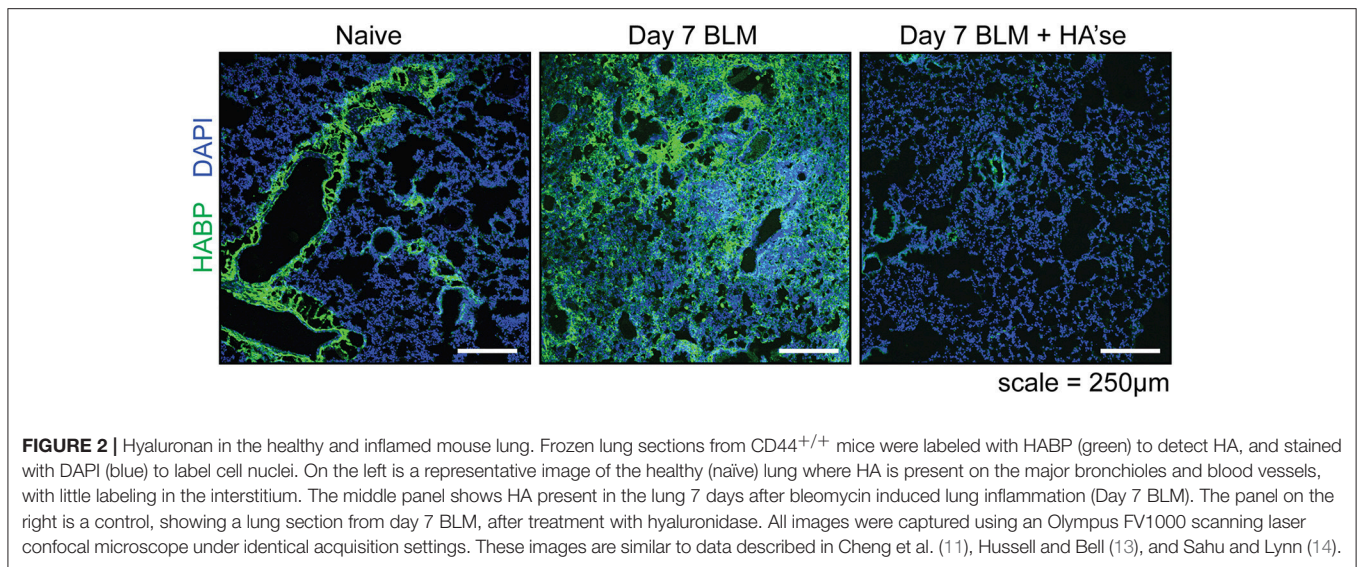 Naive Day 7 BLM Day 7 BLM + HA'se
HABP DAPI
scale = 250µm
FIGURE 2 | Hyaluronan in the healthy and inflamed mouse lung. Frozen lung sections from CD44+/+ mice were labeled with HABP (green) to detect HA, and stained
with DAPI (blue) to label cell nuclei. On the left is a representative image of the healthy (naïve) lung where HA is present on the major bronchioles and blood vessels,
with little labeling in the interstitium. The middle panel shows HA present in the lung 7 days after bleomycin induced lung inflammation (Day 7 BLM). The panel on the
right is a control, showing a lung section from day 7 BLM, after treatment with hyaluronidase. All images were captured using an Olympus FV1000 scanning laser
confocal microscope under identical acquisition settings. These images are similar to data described in Cheng et al. (11), Hussell and Bell (13), and Sahu and Lynn (14).